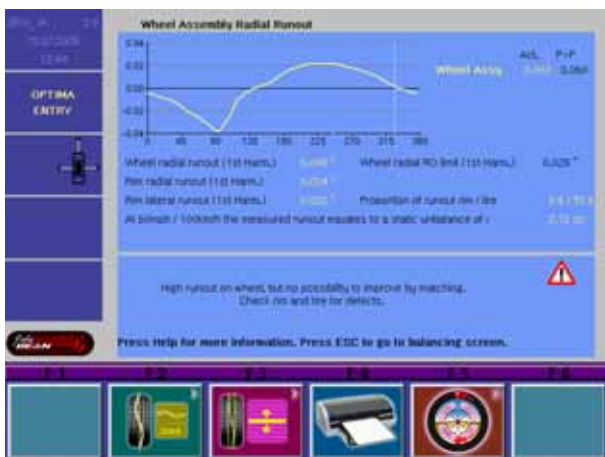 Wheel Assembly Radial Runout
0.04
Act. P-P
Wheel Assy 0.060
0.00
-0.02
-0.04
0 45 90 135 180 225 270 315 360
OPTIMA
ENTRY
Wheel radial runout (1st Harm.) Wheel radial RO limit (1st Harm.)
Rim radial runout (1st Harm.)
Rim lateral runout (1st Harm.) Proportion of runout rim / tire
At 60mph / 100km/h the measured runout equates to a static unbalance of :
High runout on wheel, but no possibility to improve by matching.
Check rim and tire for defects.
Press Help for more information. Press ESC to go to balancing screen.
F1 F2 F3 F4 F5 F6